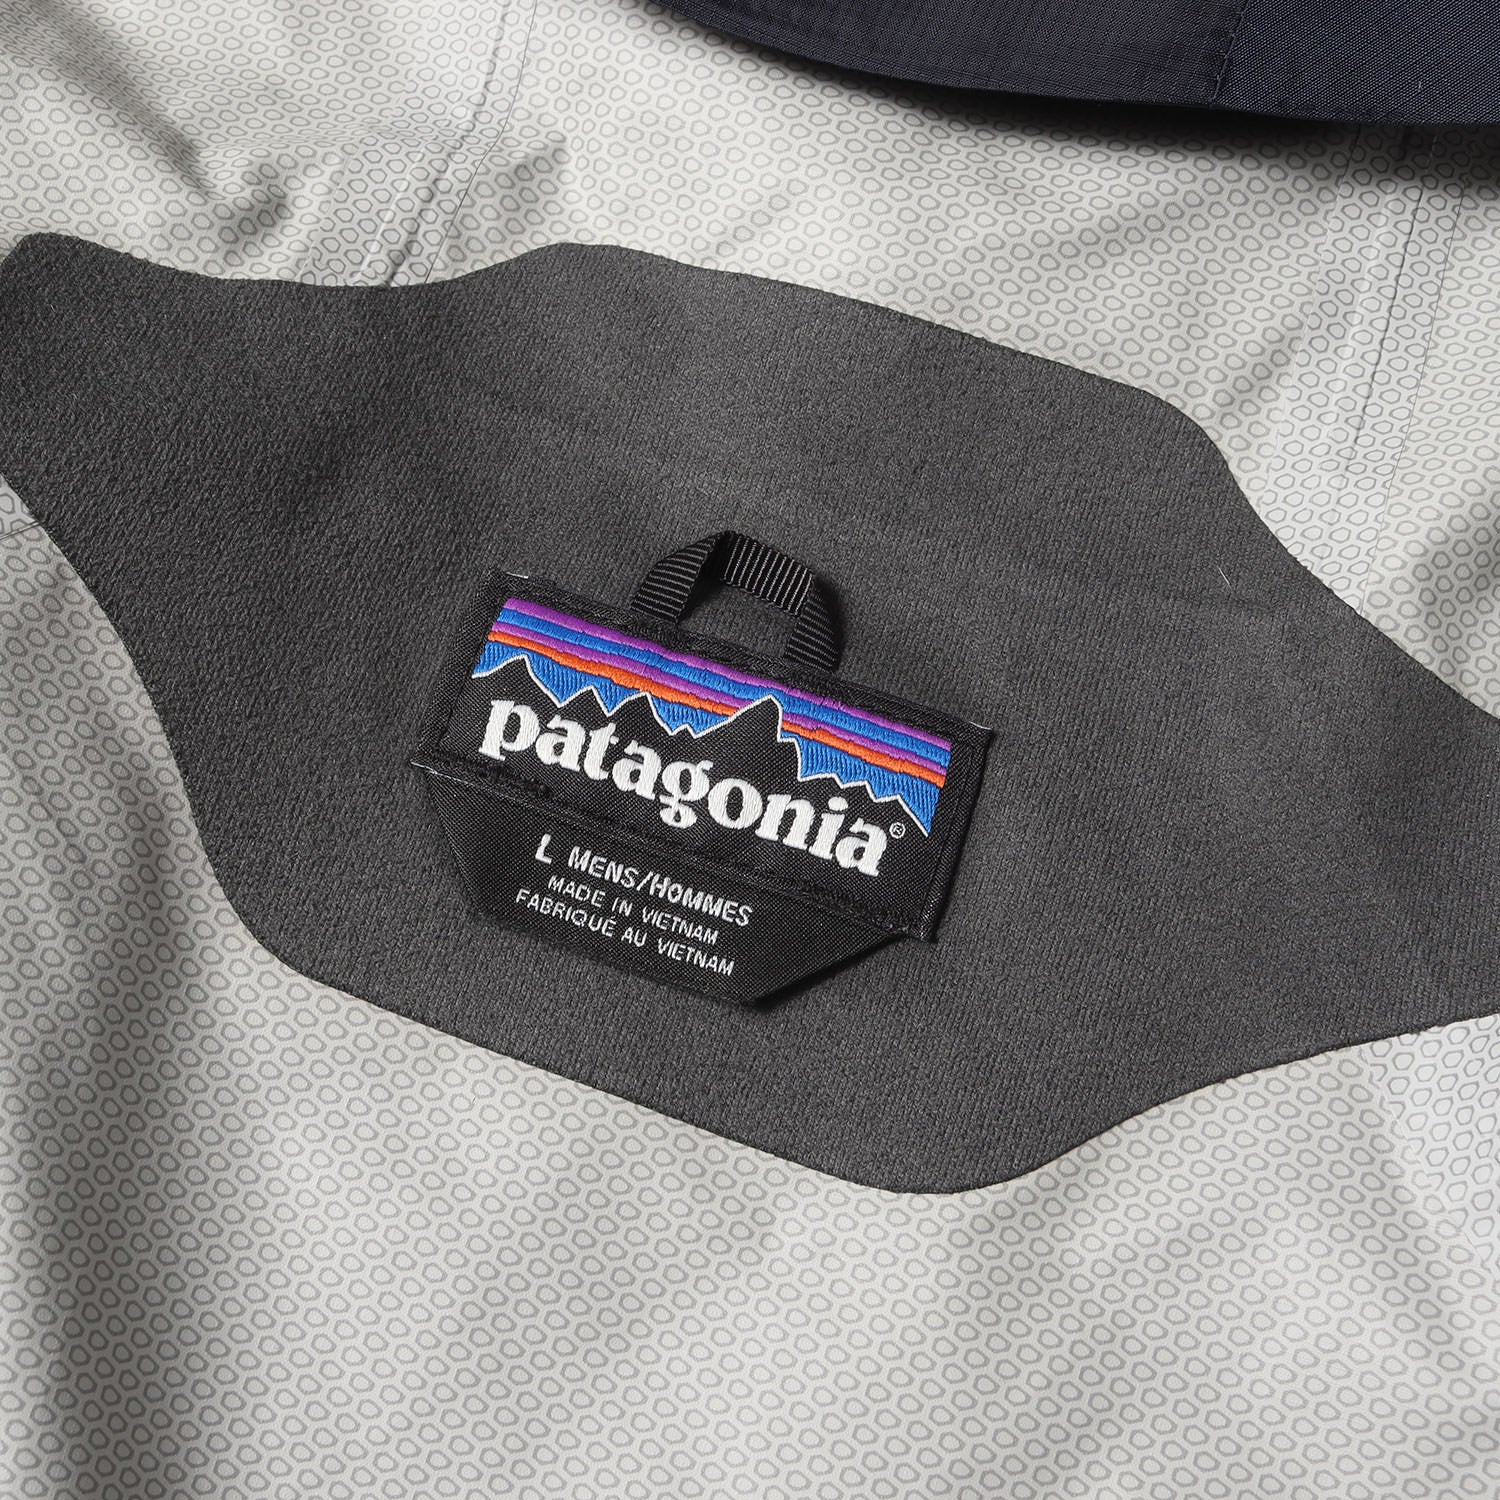 patagonia®
L MENS/HOMMES
MADE IN VIETNAM
FABRIQUÉ AU VIETNAM